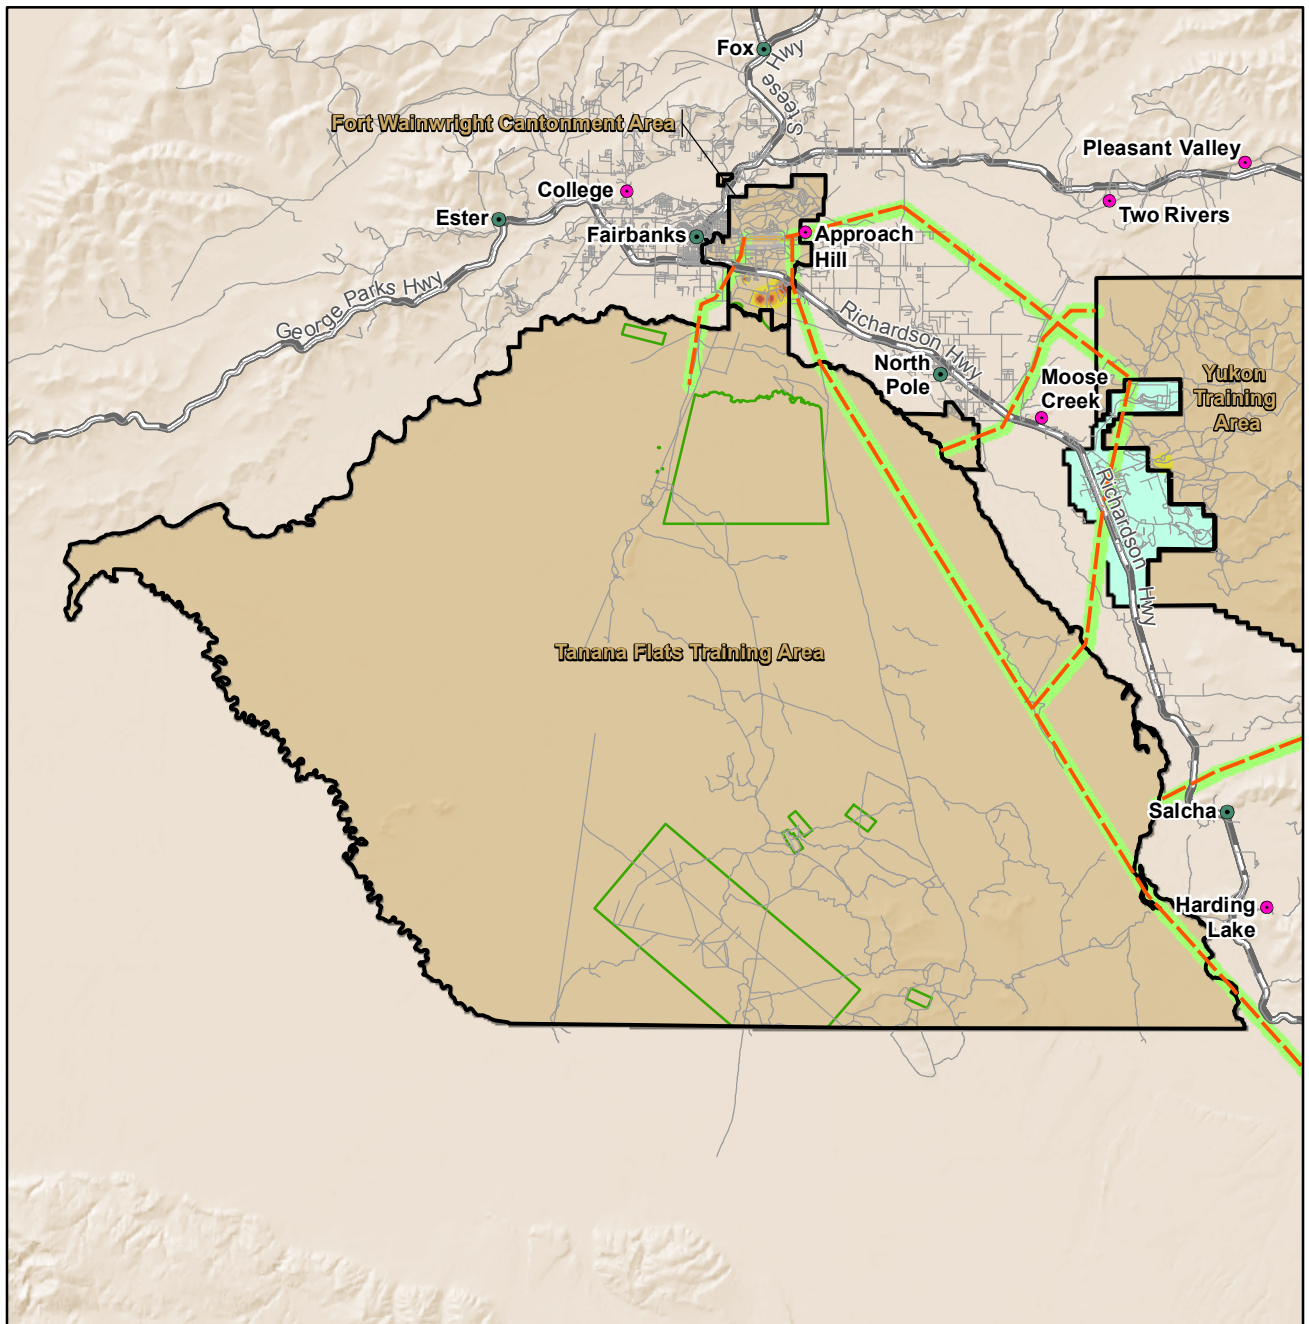 Fox
Steese Hwy
Fort Wainwright Cantonment Area
Pleasant Valley
College
Two Rivers
Ester
Fairbanks
Approach
Hill
George Parks Hwy
Richardson Hwy
North
Pole
Moose
Creek
Yukon
Training
Area
Richardson Hwy
Tanana Flats Training Area
Salcha
Harding
Lake